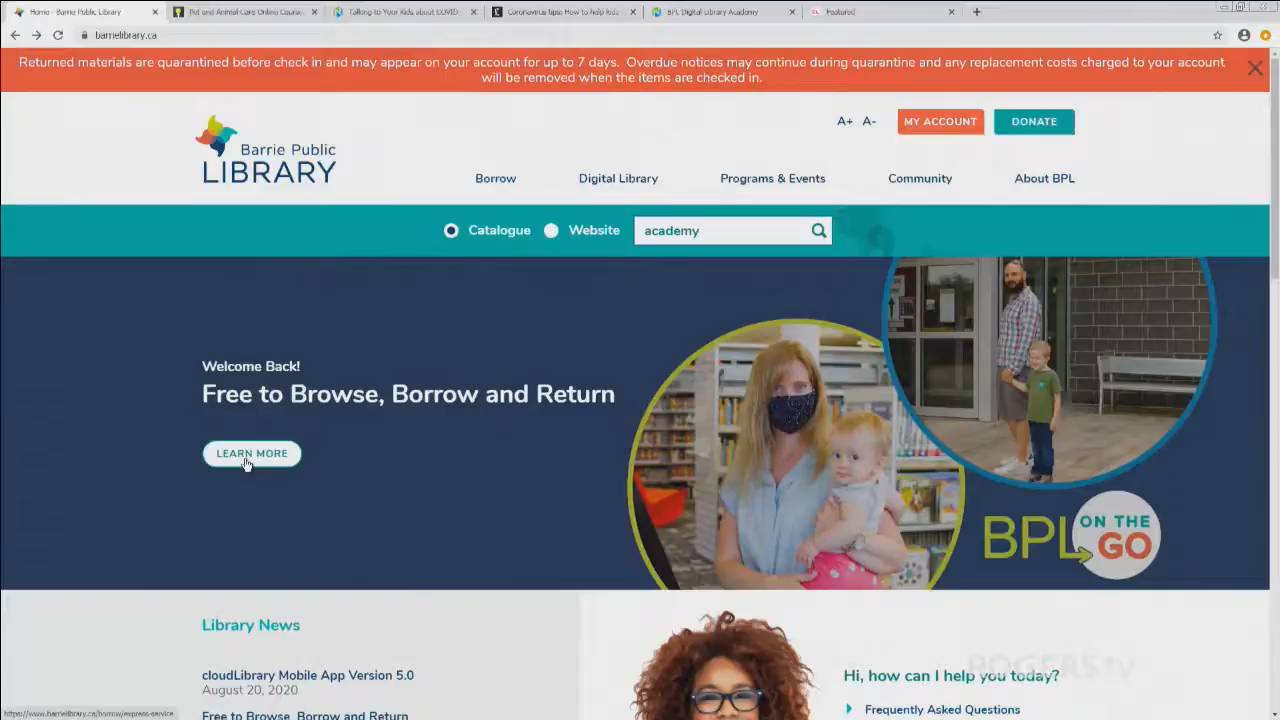 Home - Barrie Public Library
Pet and Animal Care Online Course
Talking to Your Kids about COVID
Coronavirus tips: How to help kids
BPL Digital Library Academy
Featured
barrielibrary.ca
Returned materials are quarantined before check in and may appear on your account for up to 7 days. Overdue notices may continue during quarantine and any replacement costs charged to your account
will be removed when the items are checked in.
A+ A-
MY ACCOUNT
DONATE
Barrie Public
LIBRARY
Borrow
Digital Library
Programs & Events
Community
About BPL
Catalogue
Website
academy
Welcome Back!
Free to Browse, Borrow and Return
LEARN MORE
BPL
ON THE
GO
Library News
cloudLibrary Mobile App Version 5.0
August 20, 2020
Free to Browse, Borrow and Return
Hi, how can I help you today?
Frequently Asked Questions
ROGERS tv
https://www.barrielibrary.ca/borrow/express-service